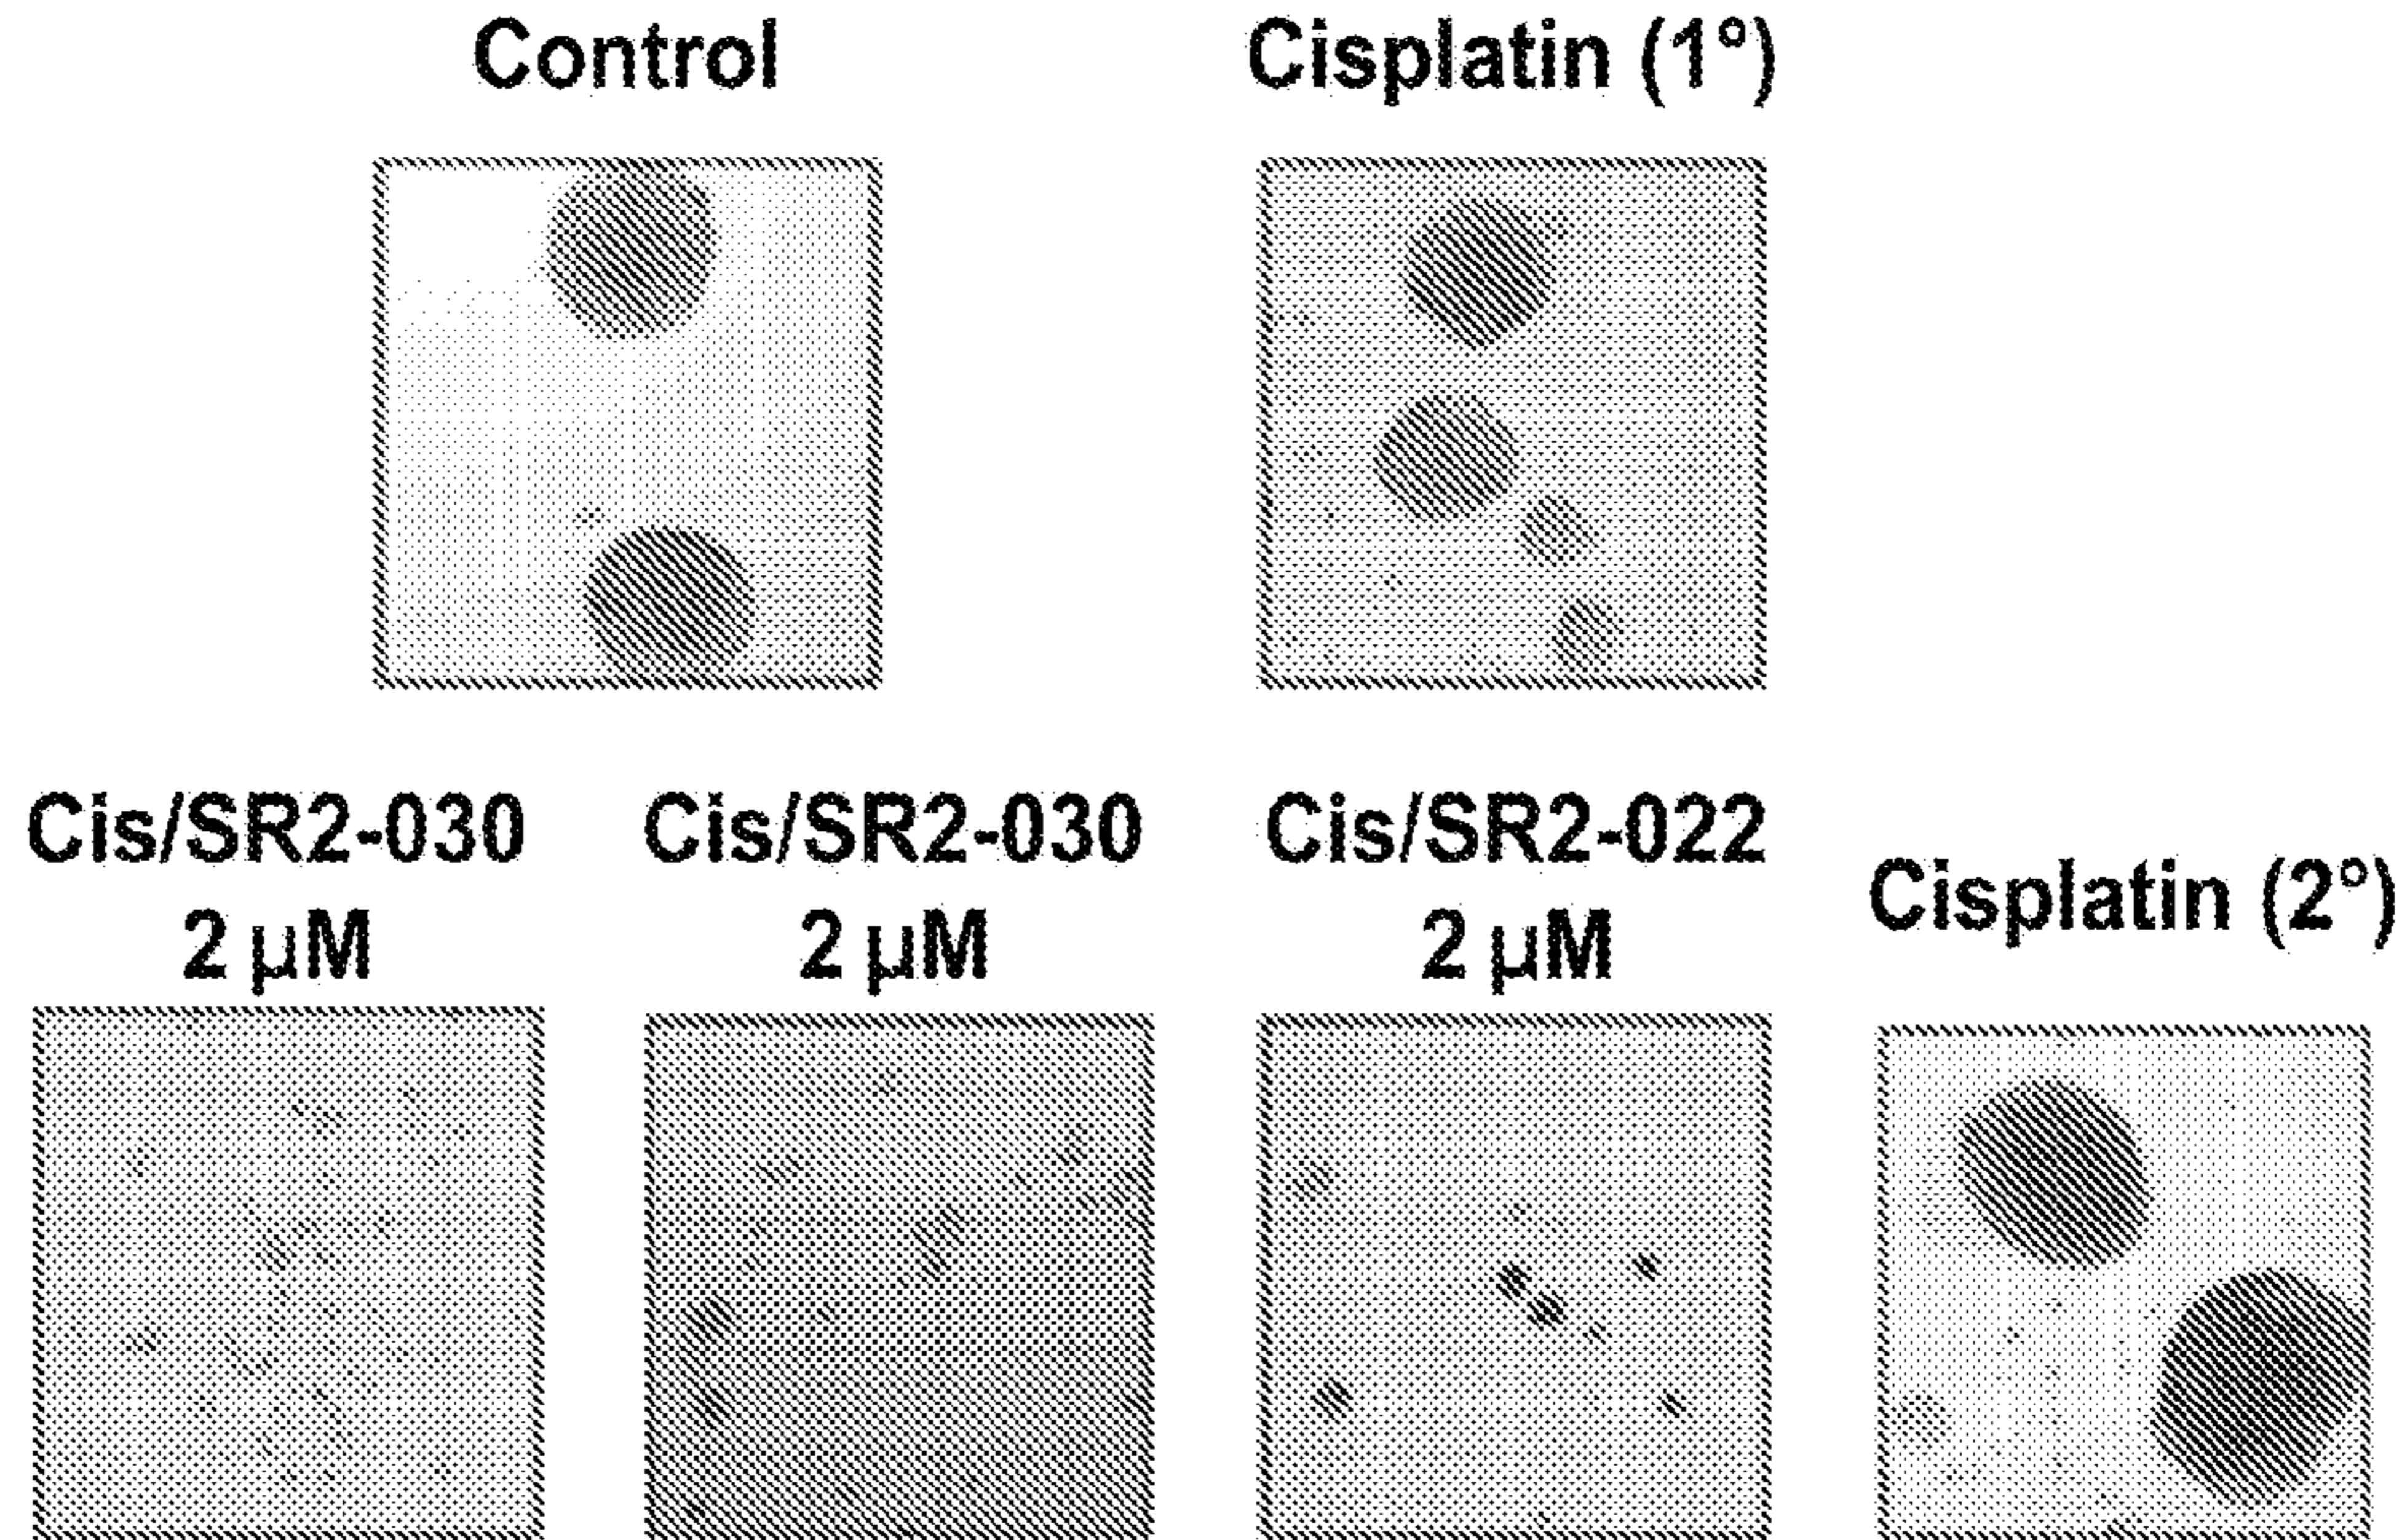 Control
Cisplatin (1°)
Cis/SR2-030
2 µM
Cis/SR2-030
2 µM
Cis/SR2-022
2 µM
Cisplatin (2°)